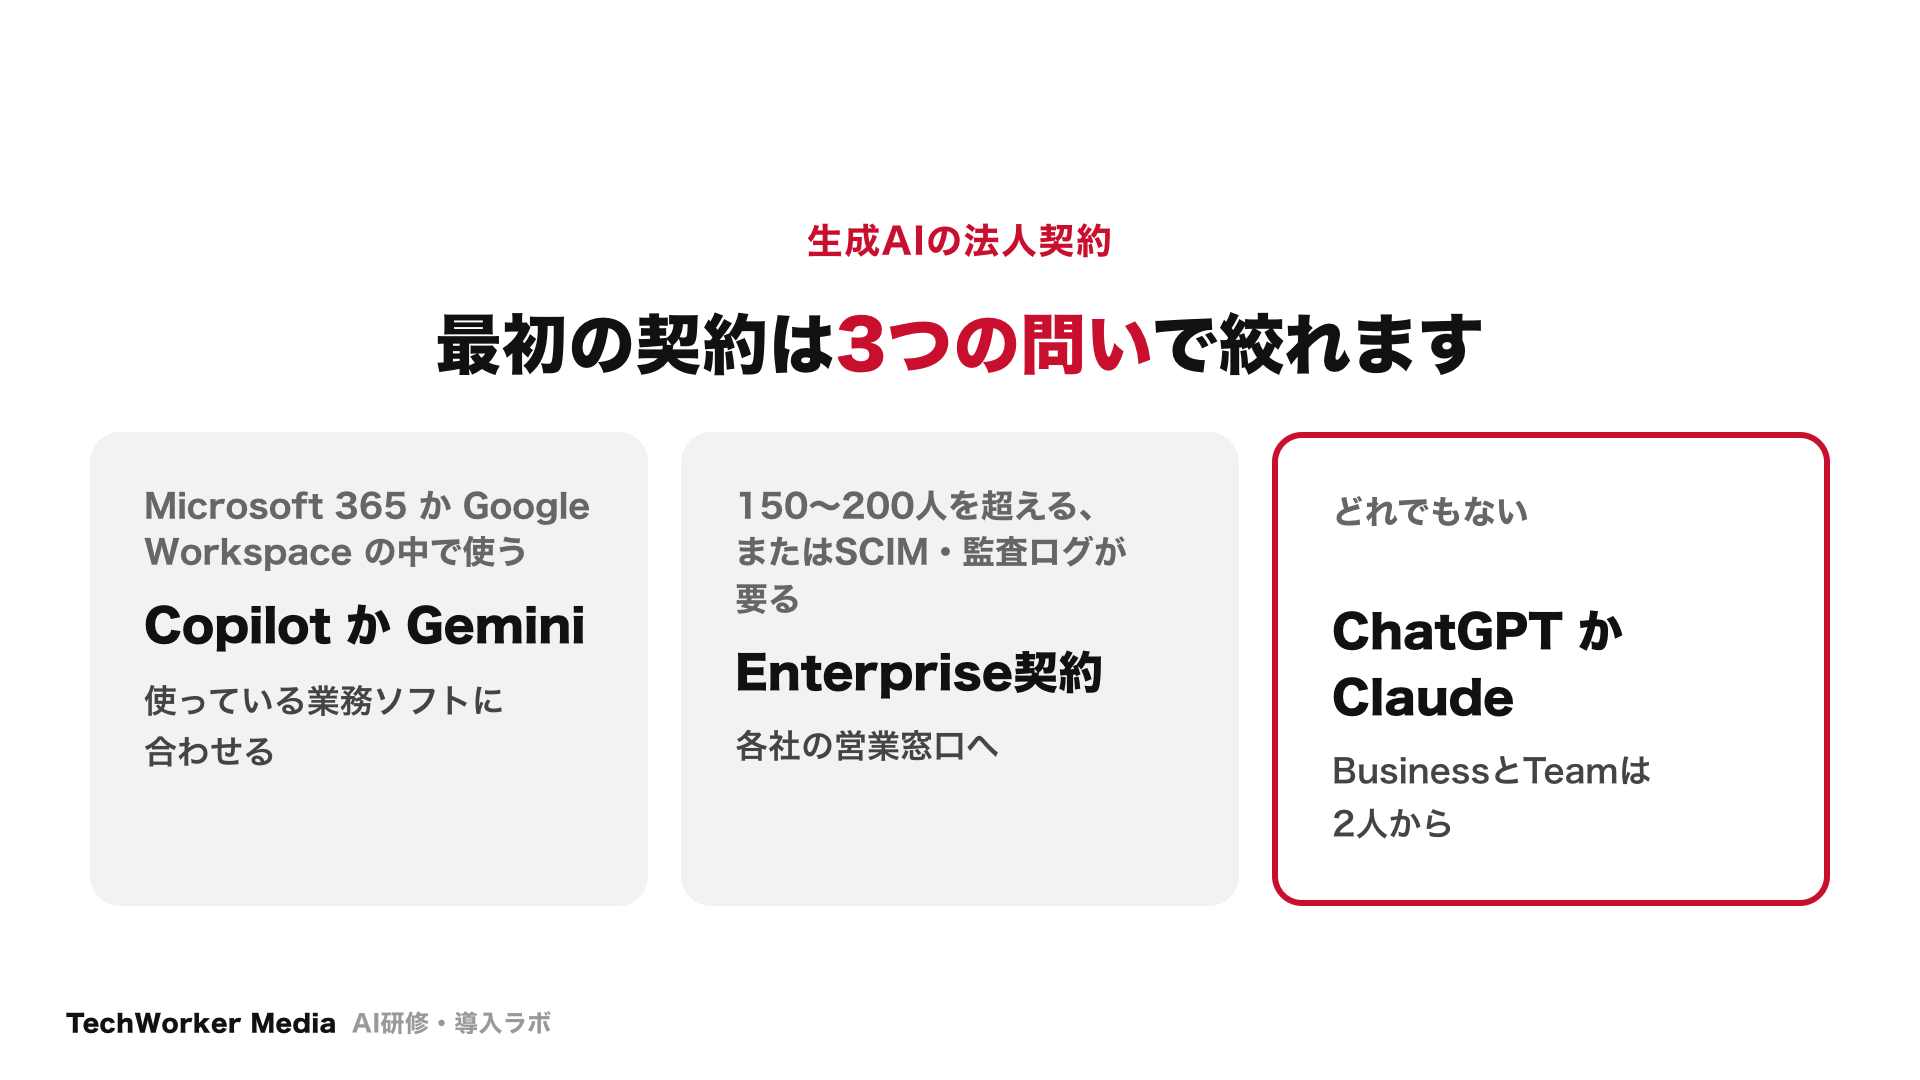 生成AIの法人契約
最初の契約は3つの問いで絞れます
Microsoft 365 か Google
Workspace の中で使う
Copilot か Gemini
使っている業務ソフトに
合わせる
150〜200人を超える、
またはSCIM・監査ログが
要る
Enterprise契約
各社の営業窓口へ
どれでもない
ChatGPT か
Claude
BusinessとTeamは
2人から
TechWorker Media AI研修・導入ラボ